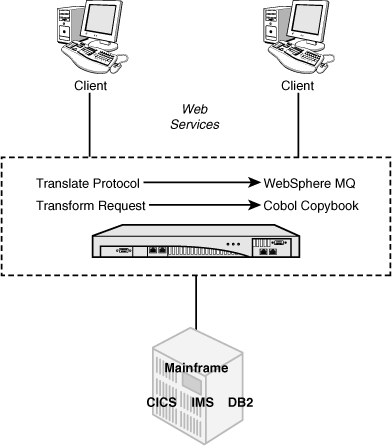 Client
Client
Web
Services
Translate Protocol
WebSphere MQ
Transform Request
Cobol Copybook
Mainframe
CICS IMS DB2